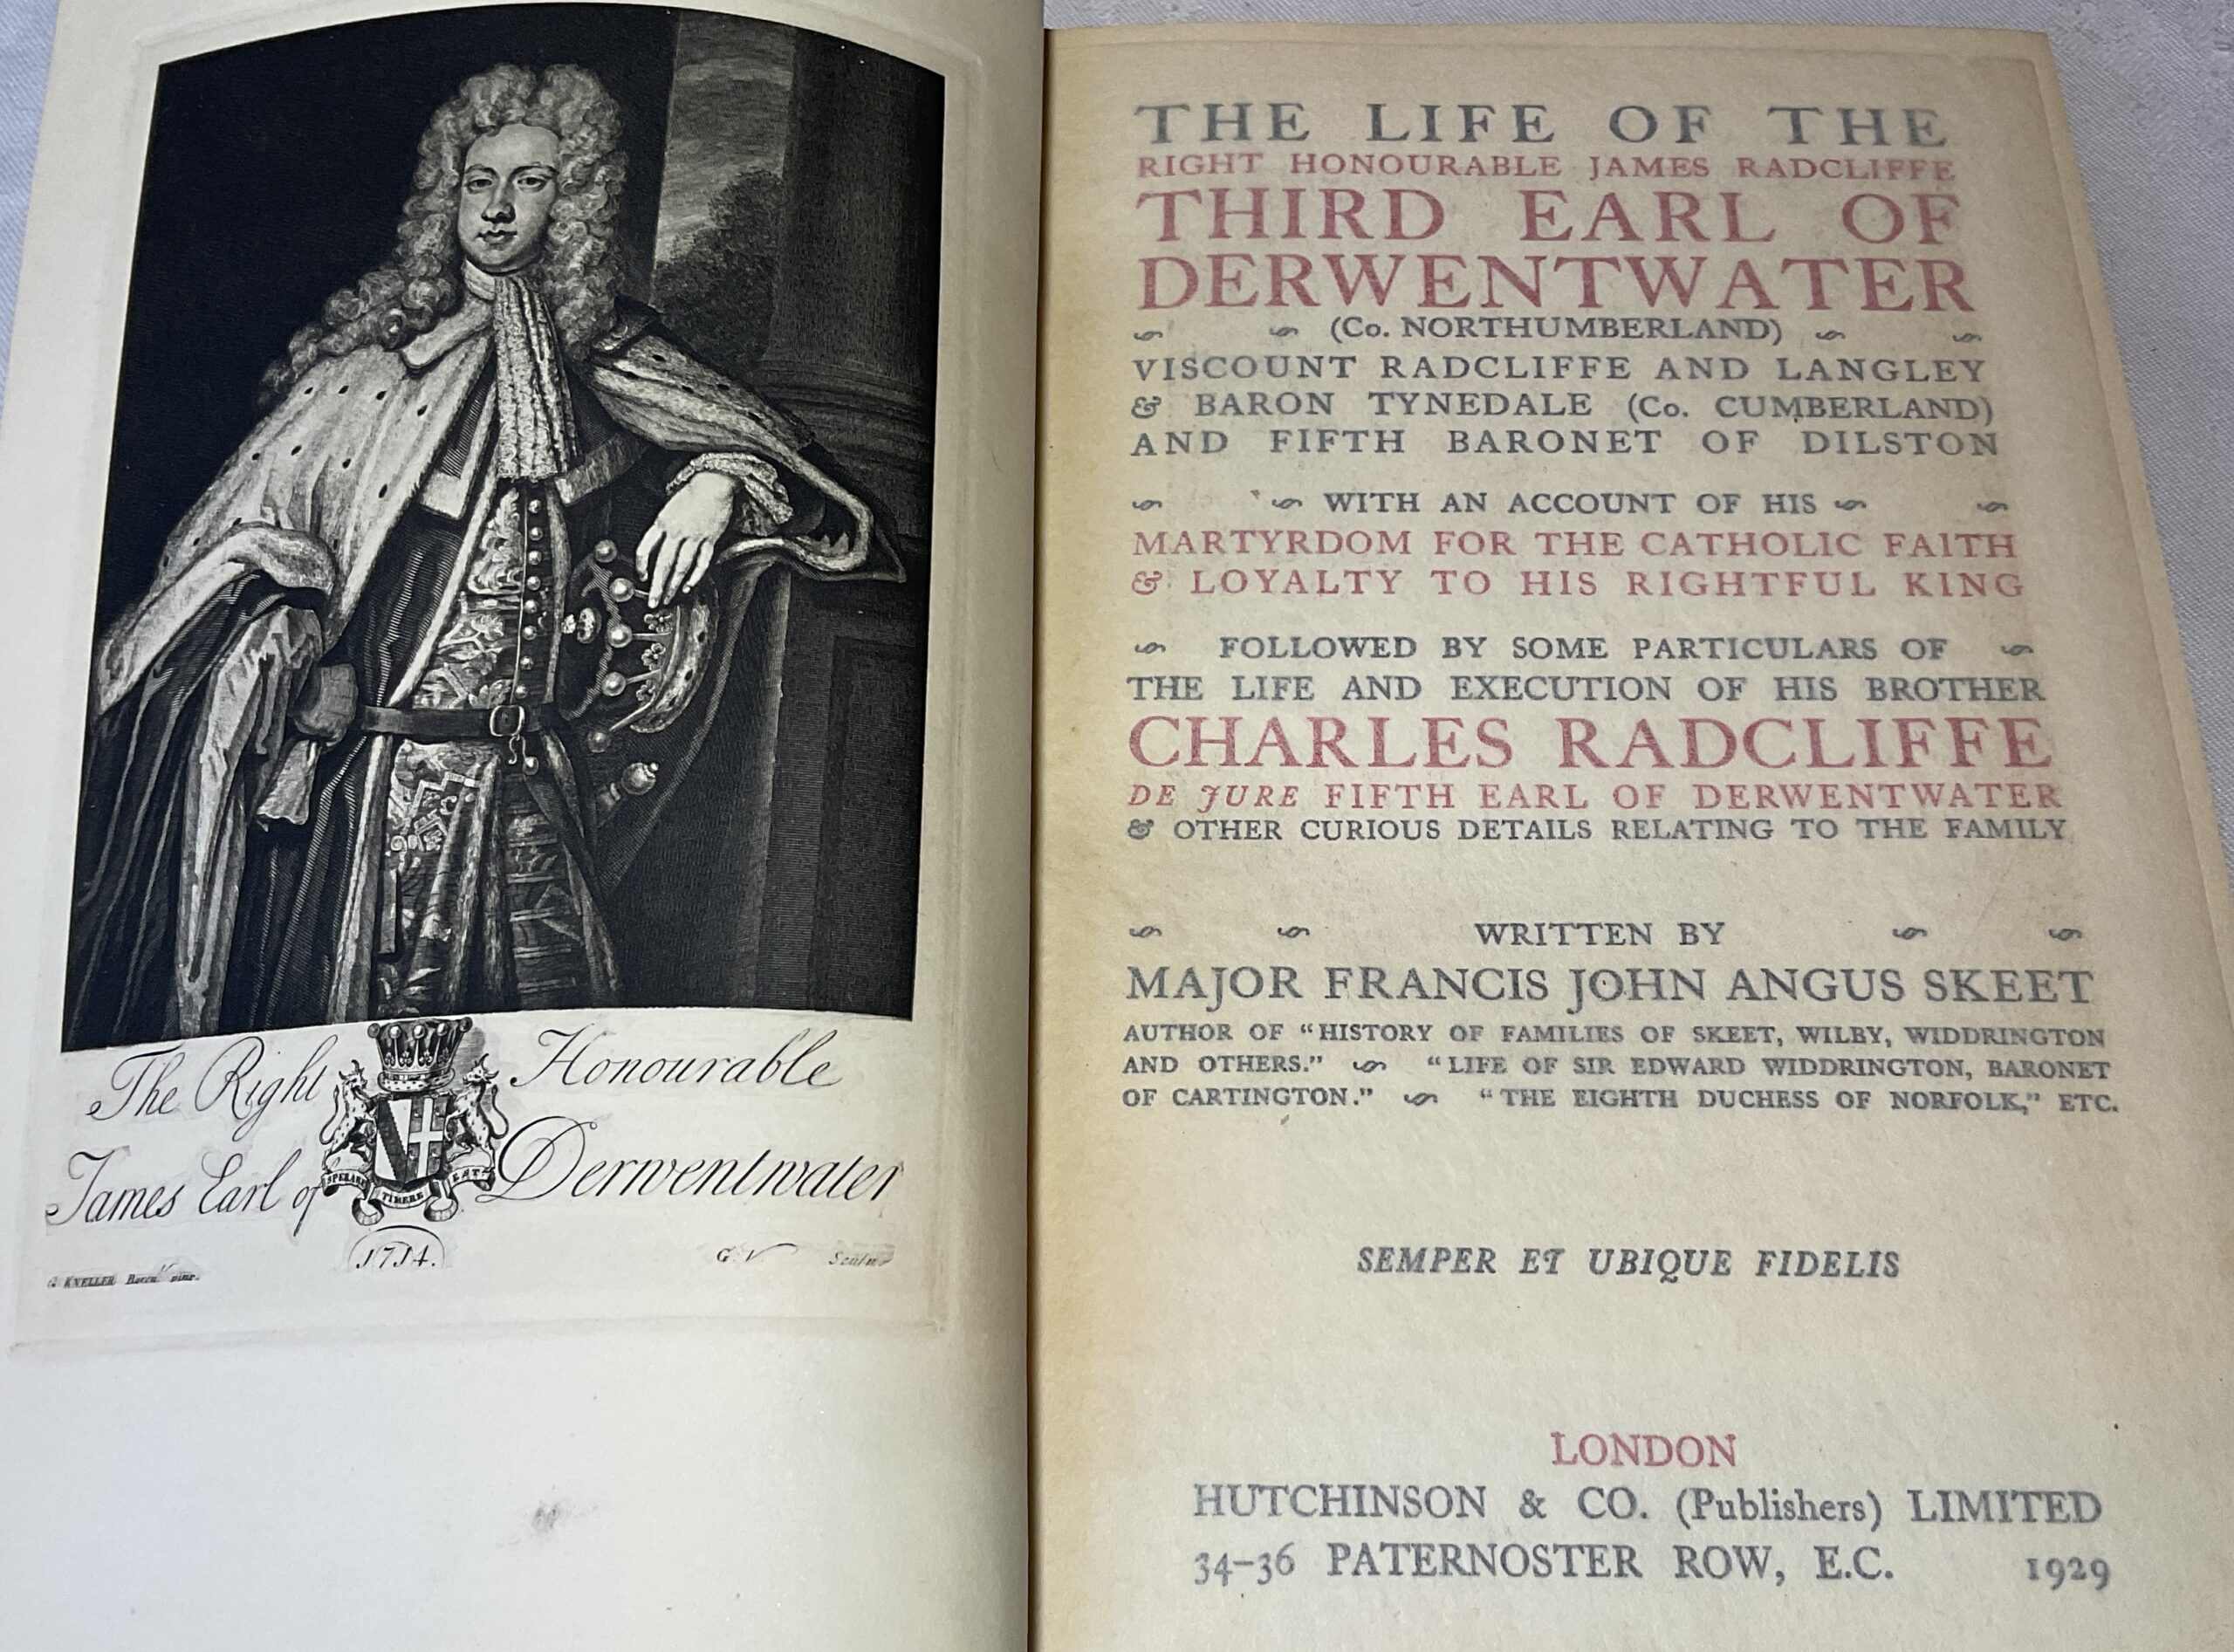 The Right Honourable
James Earl of Derwentwater
TIMERE
1714.
KNELLER
THE LIFE OF THE
RIGHT HONOURABLE JAMES RADCLIFFE
THIRD EARL OF
DERWENTWATER
(Co. NORTHUMBERLAND)
VISCOUNT RADCLIFFE AND LANGLEY
& BARON TYNEDALE (Co. CUMBERLAND)
AND FIFTH BARONET OF DILSTON
WITH AN ACCOUNT OF HIS
MARTYRDOM FOR THE CATHOLIC FAITH
& LOYALTY TO HIS RIGHTFUL KING
FOLLOWED BY SOME PARTICULARS OF
THE LIFE AND EXECUTION OF HIS BROTHER
CHARLES RADCLIFFE
DE JURE FIFTH EARL OF DERWENTWATER
& OTHER CURIOUS DETAILS RELATING TO THE FAMILY
WRITTEN BY
MAJOR FRANCIS JOHN ANGUS SKEET
AUTHOR OF "HISTORY OF FAMILIES OF SKEET, WILBY, WIDDRINGTON
AND OTHERS." "LIFE OF SIR EDWARD WIDDRINGTON, BARONET
OF CARTINGTON." "THE EIGHTH DUCHESS OF NORFOLK," ETC.
SEMPER ET UBIQUE FIDELIS
LONDON
HUTCHINSON & CO. (Publishers) LIMITED
34-36 PATERNOSTER ROW, E.C. 1929